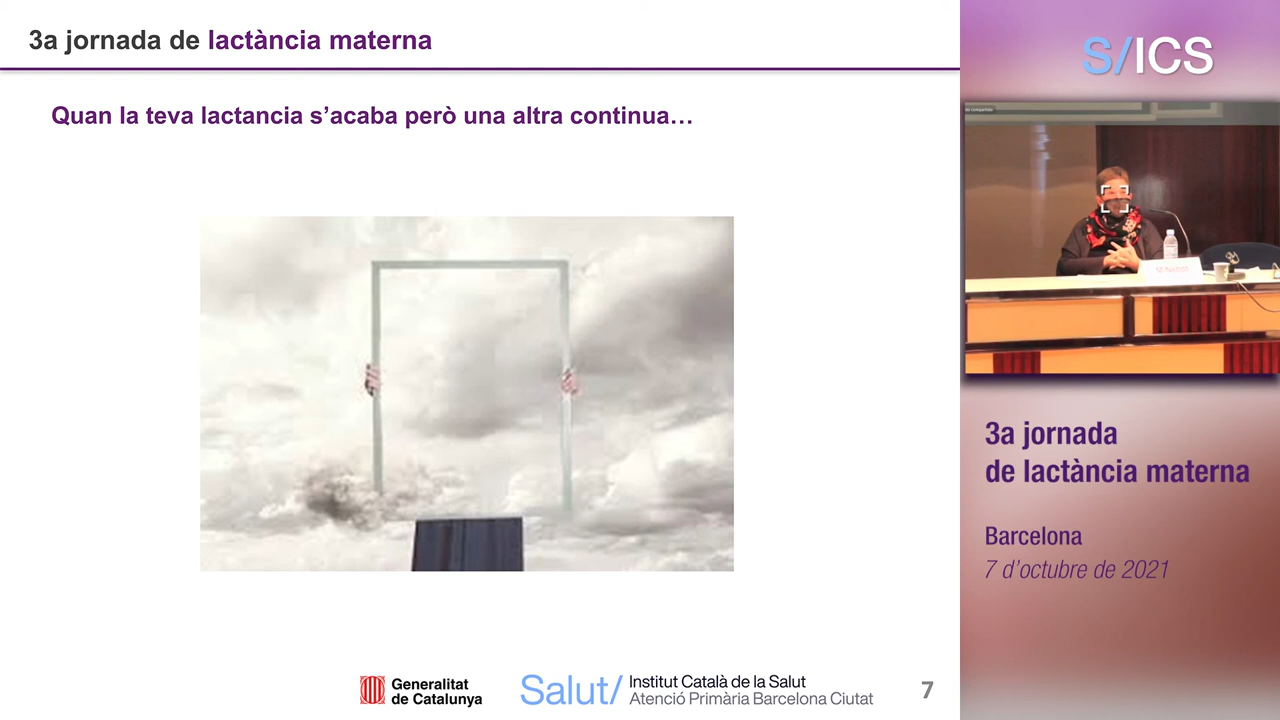 3a jornada de lactància materna
Quan la teva lactancia s’acaba però una altra continua…
Generalitat
de Catalunya
Salut/
Institut Català de la Salut
Atenció Primària Barcelona Ciutat
7
S/ICS
3a jornada
de lactància materna
Barcelona
7 d’octubre de 2021